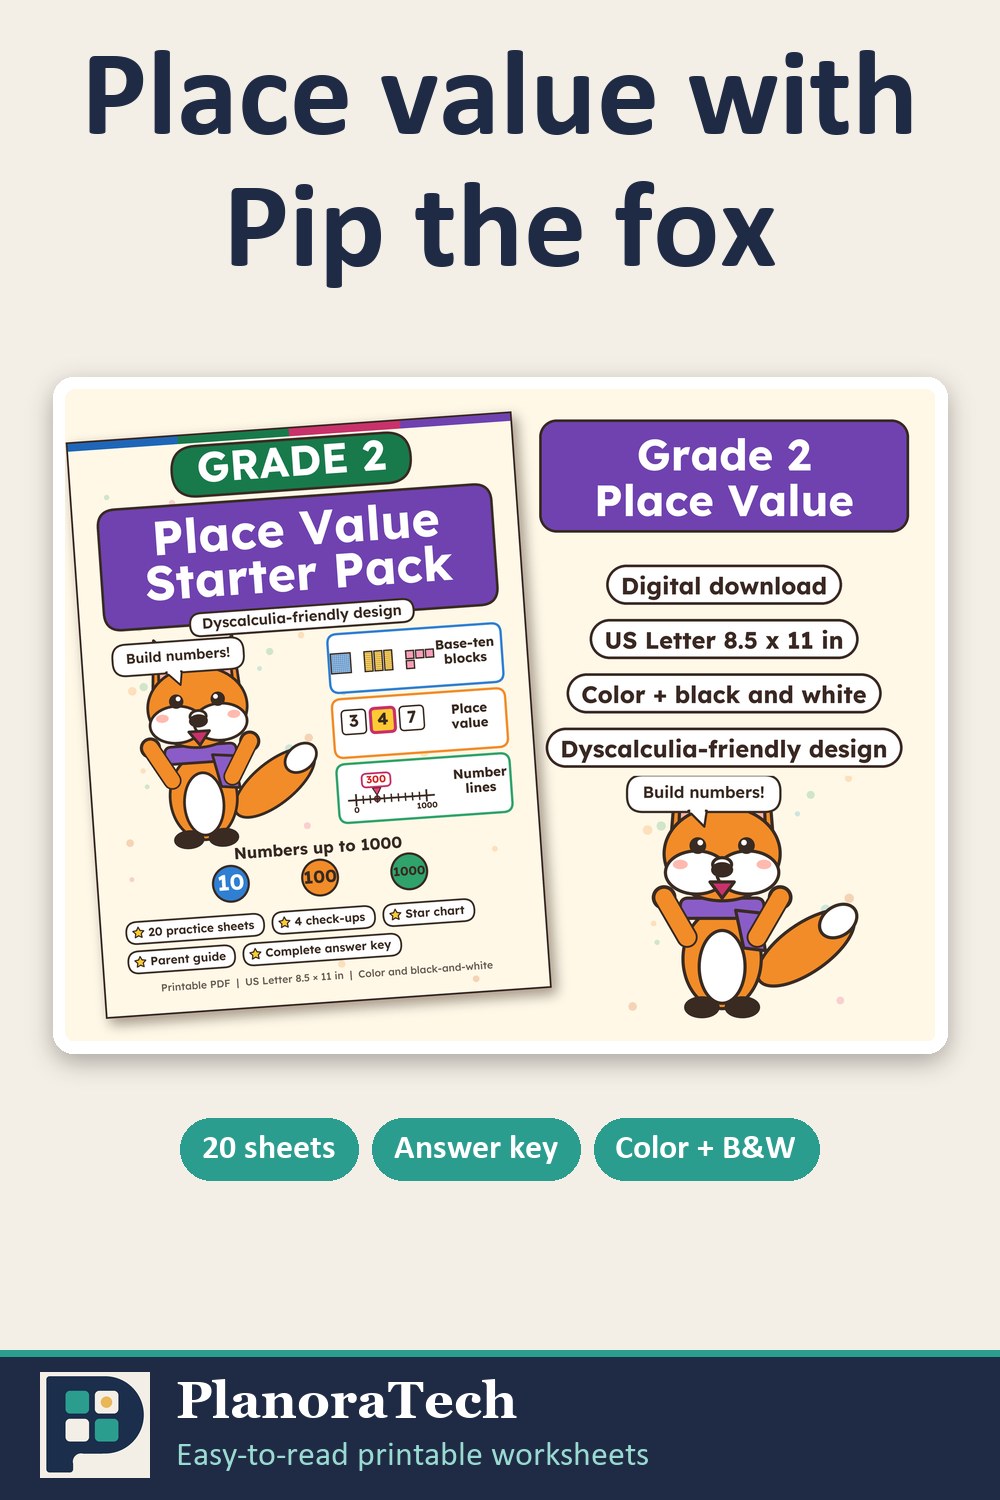 Place value with
Pip the fox
GRADE 2
Place Value
Starter Pack
Dyscalculia-friendly design
Build numbers!
Base-ten
blocks
3 4 7
Place
value
300
0
1000
Number
lines
Numbers up to 1000
10
100
1000
20 practice sheets
4 check-ups
Star chart
Parent guide
Complete answer key
Printable PDF | US Letter 8.5 × 11 in | Color and black-and-white
Grade 2
Place Value
Digital download
US Letter 8.5 x 11 in
Color + black and white
Dyscalculia-friendly design
Build numbers!
20 sheets
Answer key
Color + B&W
PlanoraTech
Easy-to-read printable worksheets